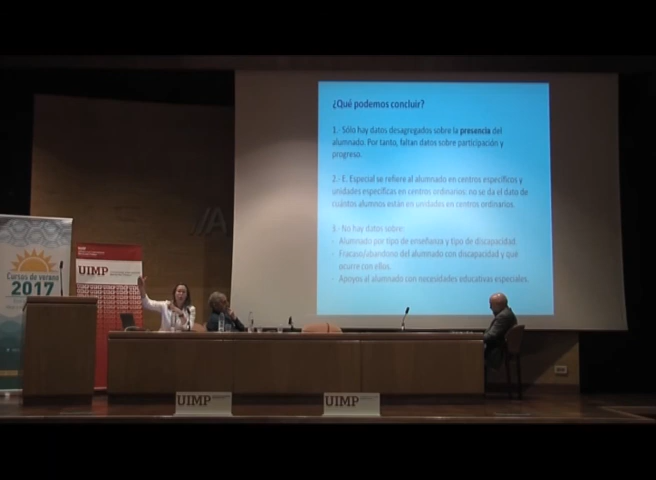 ¿Qué podemos concluir?
1.- Sólo hay datos desagregados sobre la presencia del
alumnado. Por tanto, faltan datos sobre participación y
progreso.
2.- E. Especial se refiere al alumnado en centros específicos y
unidades específicas en centros ordinarios: no se da el dato de
cuántos alumnos están en unidades en centros ordinarios.
3.- No hay datos sobre:
- Alumnado por tipo de enseñanza y tipo de discapacidad.
- Fracaso/abandono del alumnado con discapacidad y qué
ocurre con ellos.
- Apoyos al alumnado con necesidades educativas especiales.
Cursos de verano
2017
UIMP
UIMP
UIMP